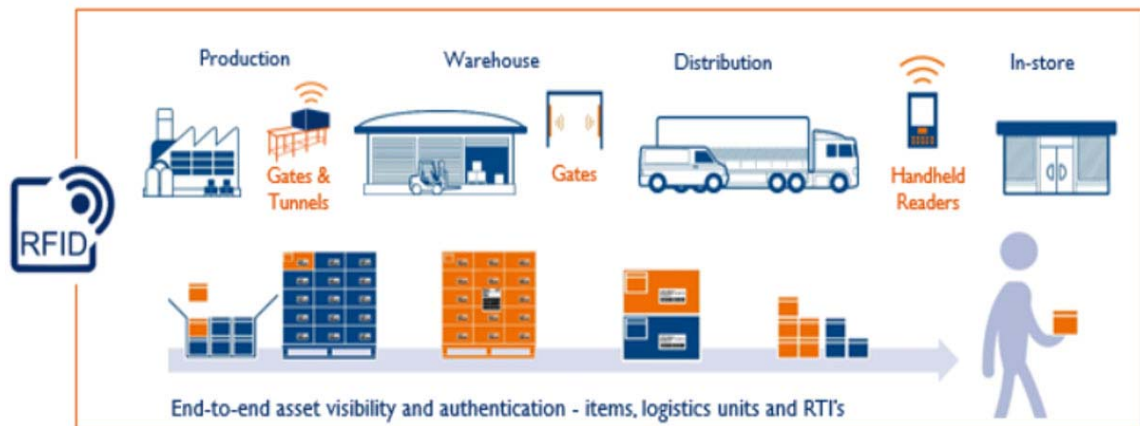 Production
Warehouse
Distribution
In-store
Gates &
Tunnels
Gates
Handheld
Readers
RFID
End-to-end asset visibility and authentication - items, logistics units and RTI's